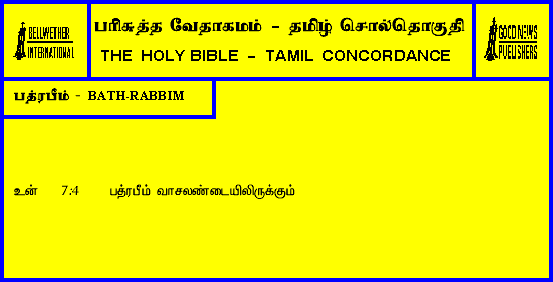 BELLWETHER
INTERNATIONAL
பரிசுத்த வேதாகமம் - தமிழ் சொல்தொகுதி
THE HOLY BIBLE - TAMIL CONCORDANCE
GOOD NEWS
PUBLISHERS
பத்ரபீம் - BATH-RABBIM
உன் 7:4 பத்ரபீம் வாசலண்டையிலிருக்கும்